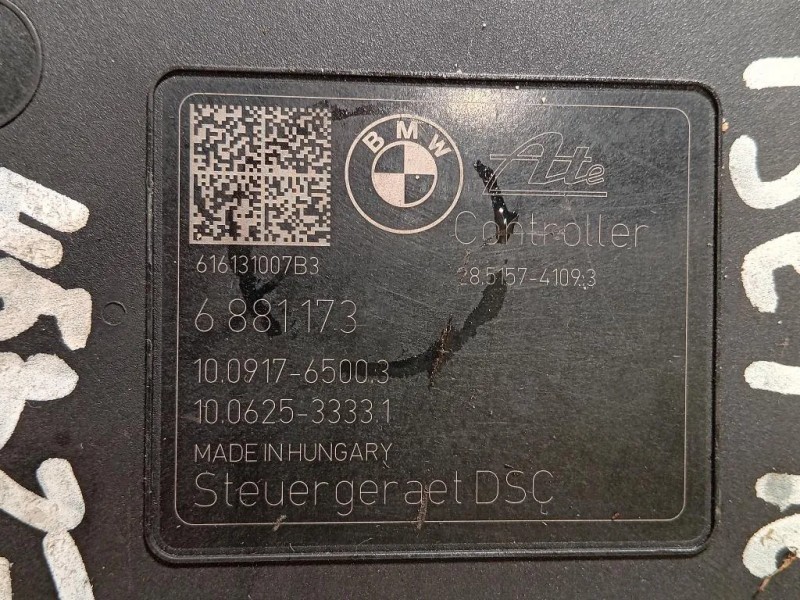 BMW
Ate
Controller
616131007B3
28.5157-4109.3
6 881 173
10.0917-6500.3
10.0625-3333.1
MADE IN HUNGARY
Steuergeraet DSC